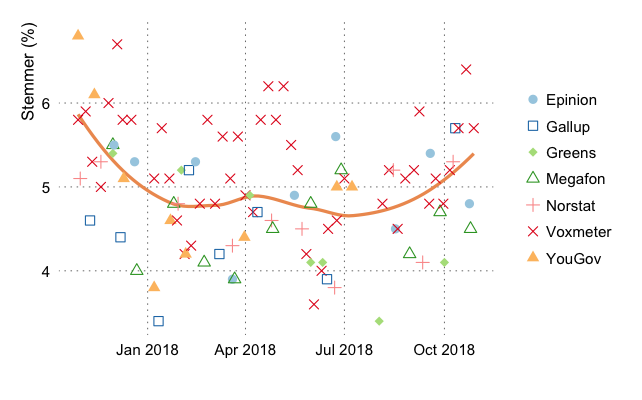 Stemmer (%)
6
5
4
Jan 2018 Apr 2018 Jul 2018 Oct 2018
Epinion
Gallup
Greens
Megafon
Norstat
Voxmeter
YouGov